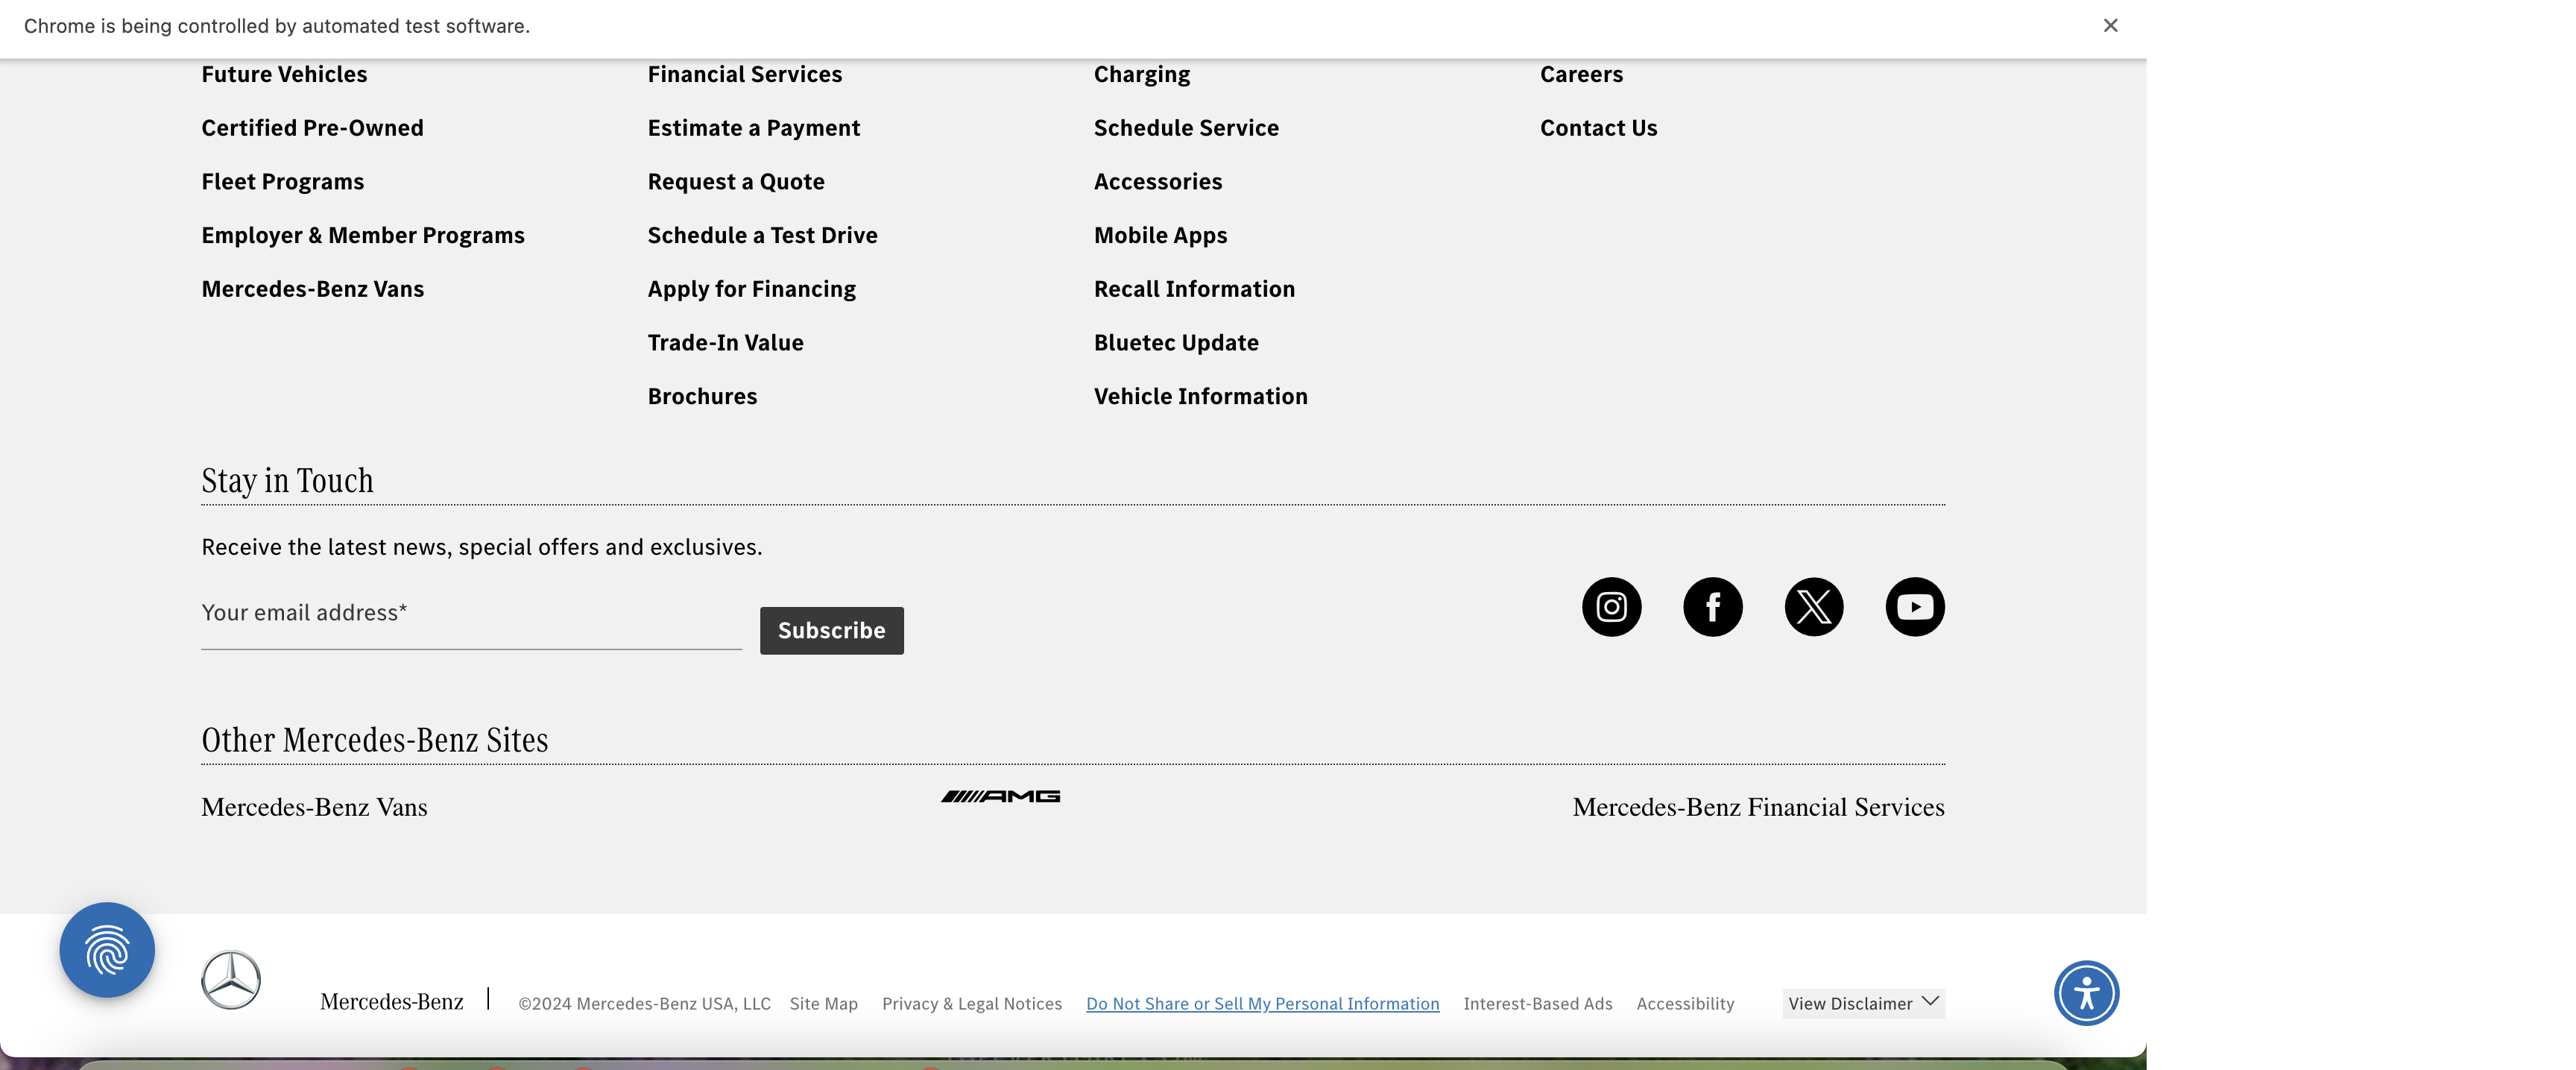 Chrome is being controlled by automated test software.
Future Vehicles
Certified Pre-Owned
Fleet Programs
Employer & Member Programs
Mercedes-Benz Vans
Financial Services
Estimate a Payment
Request a Quote
Schedule a Test Drive
Apply for Financing
Trade-In Value
Brochures
Charging
Schedule Service
Accessories
Mobile Apps
Recall Information
Bluetec Update
Vehicle Information
Careers
Contact Us
Stay in Touch
Receive the latest news, special offers and exclusives.
Your email address*
Subscribe
Other Mercedes-Benz Sites
Mercedes-Benz Vans
AMG
Mercedes-Benz Financial Services
Mercedes-Benz
©2024 Mercedes-Benz USA, LLC
Site Map
Privacy & Legal Notices
Do Not Share or Sell My Personal Information
Interest-Based Ads
Accessibility
View Disclaimer